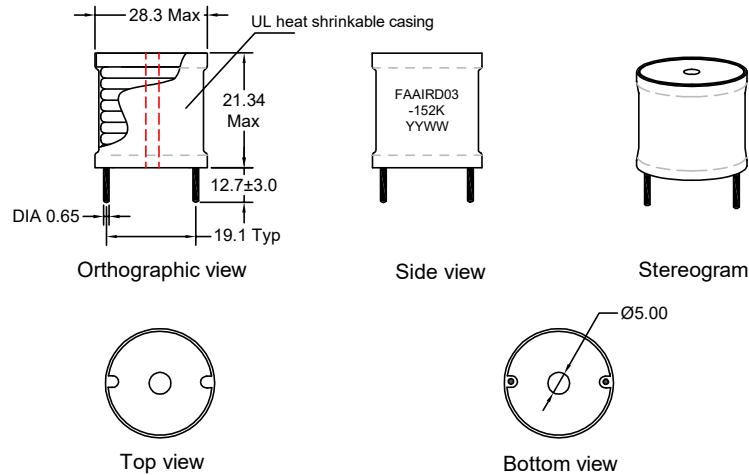 28.3 Max
UL heat shrinkable casing
21.34
Max
12.7±3.0
DIA 0.65
19.1 Typ
Orthographic view
FAAIRD03
-152K
YYWW
Side view
Stereogram
Top view
Ø5.00
Bottom view